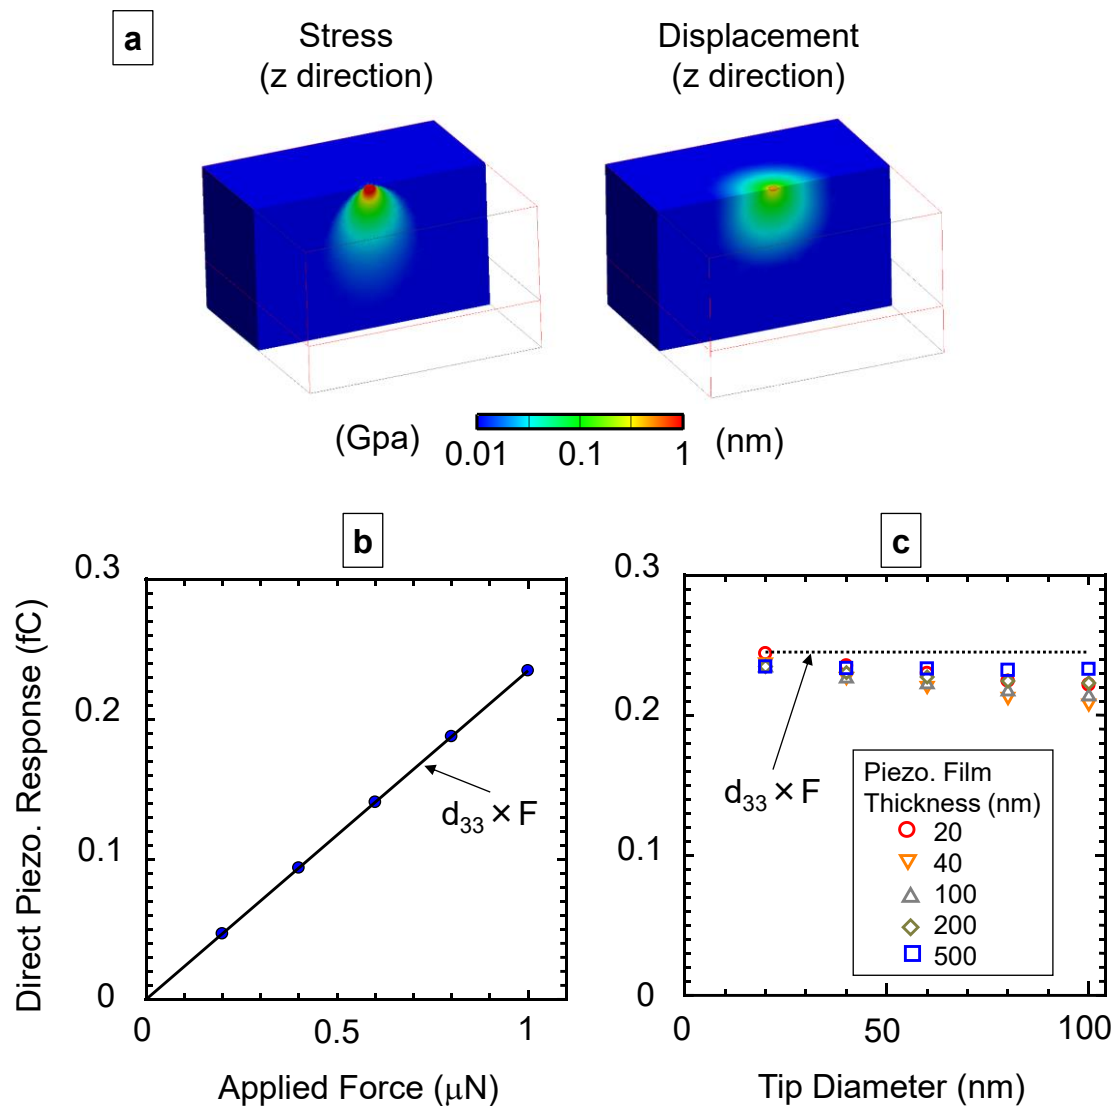 a
Stress
(z direction)
Displacement
(z direction)
(Gpa)
0.01
0.1
1
(nm)
b
Direct Piezo. Response (fC)
0.3
0.2
0.1
0
d33 × F
0
0.5
1
Applied Force (μN)
c
0.3
0.2
0.1
0
d33 × F
Piezo. Film
Thickness (nm)
20
40
100
200
500
0
50
100
Tip Diameter (nm)